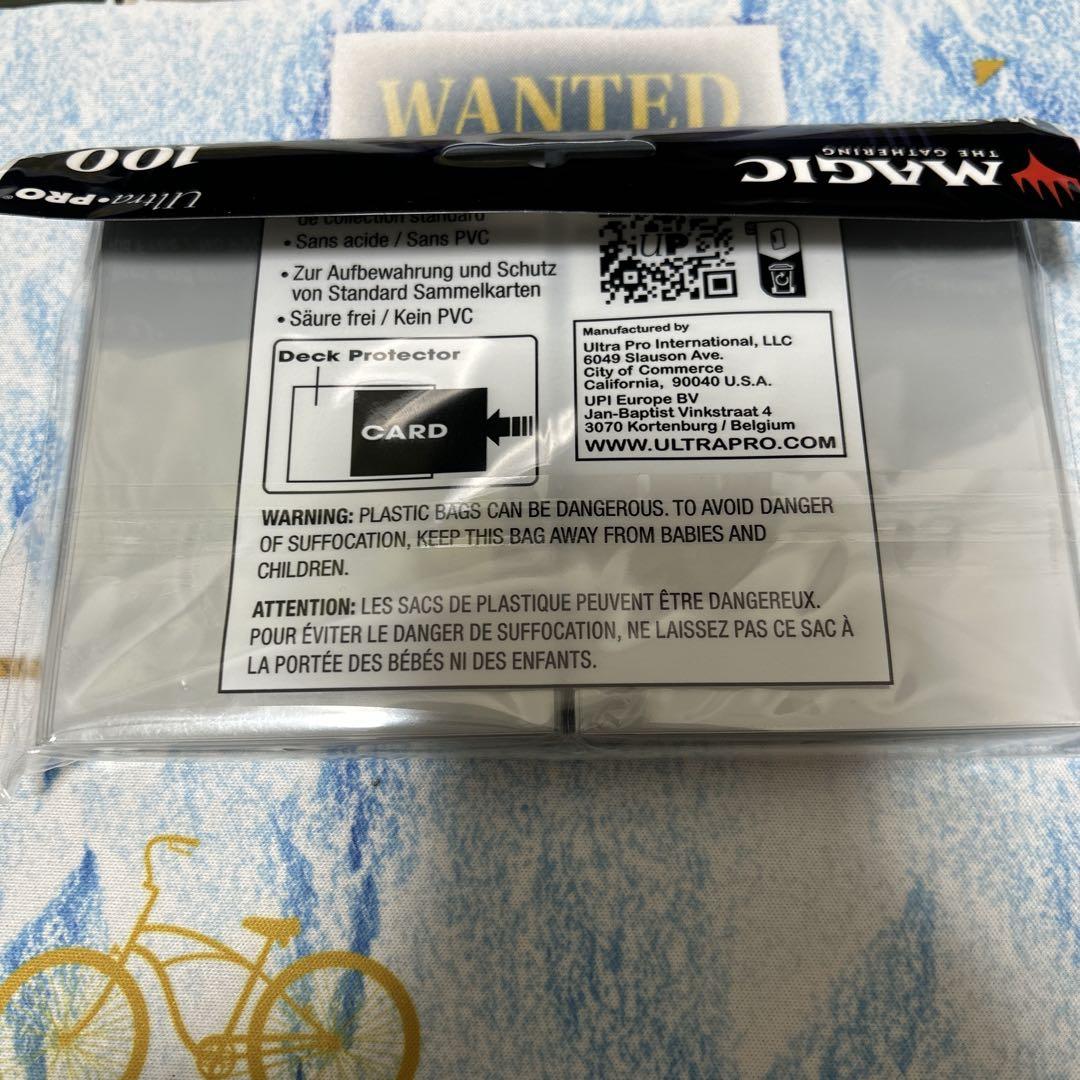 WANTED
100
Ultra•PRO
MAGIC
THE GATHERING
de collection standard
• Sans acide / Sans PVC
• Zur Aufbewahrung und Schutz
von Standard Sammelkarten
• Säure frei / Kein PVC
Deck Protector
CARD
UP
Manufactured by
Ultra Pro International, LLC
6049 Slauson Ave.
City of Commerce
California, 90040 U.S.A.
UPI Europe BV
Jan-Baptist Vinkstraat 4
3070 Kortenburg / Belgium
WWW.ULTRAPRO.COM
WARNING: PLASTIC BAGS CAN BE DANGEROUS. TO AVOID DANGER
OF SUFFOCATION, KEEP THIS BAG AWAY FROM BABIES AND
CHILDREN.
ATTENTION: LES SACS DE PLASTIQUE PEUVENT ÊTRE DANGEREUX.
POUR ÉVITER LE DANGER DE SUFFOCATION, NE LAISSEZ PAS CE SAC À
LA PORTÉE DES BÉBÉS NI DES ENFANTS.